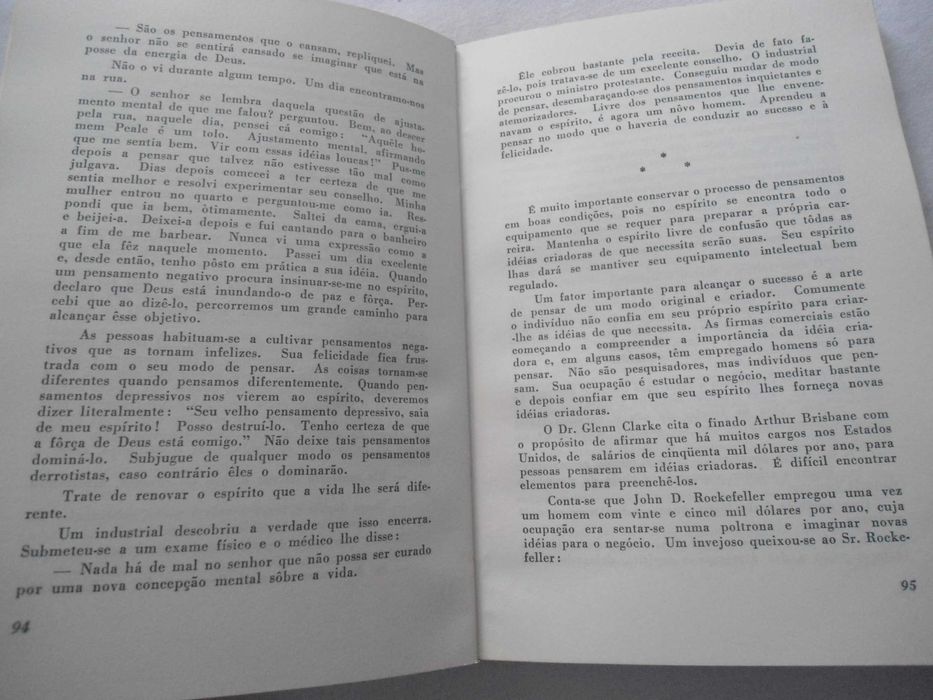 — São os pensamentos que o cansam, repliquei. Mas
o senhor não se sentirá cansado se imaginar que está na
posse da energia de Deus.
Não o vi durante algum tempo. Um dia encontramo-nos
na rua.
— O senhor se lembra daquela questão de ajusta-
mento mental de que me falou? perguntou. Bem, ao descer
pela rua, naquele dia, pensei cá comigo: "Aquêle ho-
mem Peale é um tolo. Ajustamento mental, afirmando
que me sentia bem. Vir com essas idéias loucas!" Pus-me
depois a pensar que talvez não estivesse tão mal como
julgava. Dias depois comecei a ter certeza de que me
sentia melhor e resolvi experimentar seu conselho. Minha
mulher entrou no quarto e perguntou-me como ia. Res-
pondi que ia bem, òtimamente. Saltei da cama, ergui-a
e beijei-a. Deixei-a depois e fui cantando para o banheiro
a fim de me barbear. Nunca vi uma expressão como a
que ela fêz naquele momento. Passei um dia excelente
e, desde então, tenho pôsto em prática a sua idéia. Quando
um pensamento negativo procura insinuar-se-me no espírito,
declaro que Deus está inundando-o de paz e fôrça. Per-
cebi que ao dizê-lo, percorremos um grande caminho para
alcançar êsse objetivo.
As pessoas habituam-se a cultivar pensamentos nega-
tivos que as tornam infelizes. Sua felicidade fica frus-
trada com o seu modo de pensar. As coisas tornam-se
diferentes quando pensamos diferentemente. Quando pen-
samentos depressivos nos vierem ao espírito, deveremos
dizer literalmente: "Seu velho pensamento depressivo, saia
de meu espírito! Posso destruí-lo. Tenho certeza de que
a fôrça de Deus está comigo." Não deixe tais pensamentos
dominá-lo. Subjugue de qualquer modo os pensamentos
derrotistas, caso contrário êles o dominarão.
Trate de renovar o espírito que a vida lhe será dife-
rente.
Um industrial descobriu a verdade que isso encerra.
Submeteu-se a um exame físico e o médico lhe disse:
— Nada há de mal no senhor que não possa ser curado
por uma nova concepção mental sôbre a vida.
94
Êle cobrou bastante pela receita. Devia de fato fa-
zê-lo, pois tratava-se de um excelente conselho. O industrial
procurou o ministro protestante. Conseguiu mudar de modo
de pensar, desembaraçando-se dos pensamentos inquietantes e
atemorizadores. Livre dos pensamentos que lhe envene-
navam o espírito, é agora um nôvo homem. Aprendeu a
pensar no modo que o haveria de conduzir ao sucesso e à
felicidade.
*
* *
É muito importante conservar o processo de pensamentos
em boas condições, pois no espírito se encontra todo o
equipamento que se requer para preparar a própria car-
reira. Mantenha o espírito livre de confusão que tôdas as
idéias criadoras de que necessita serão suas. Seu espírito
lhas dará se mantiver seu equipamento intelectual bem
regulado.
Um fator importante para alcançar o sucesso é a arte
de pensar de um modo original e criador. Comumente
o indivíduo não confia em seu próprio espírito para criar-
-lhe as idéias de que necessita. As firmas comerciais estão
começando a compreender a importância da idéia cria-
dora e, em alguns casos, têm empregado homens só para
pensar. Não são pesquisadores, mas indivíduos que pen-
sam. Sua ocupação é estudar o negócio, meditar bastante
e depois confiar em que seu espírito lhes forneça novas
idéias criadoras.
O Dr. Glenn Clarke cita o finado Arthur Brisbane com
o propósito de afirmar que há muitos cargos nos Estados
Unidos, de salários de cinqüenta mil dólares por ano, para
pessoas pensarem em idéias criadoras. É difícil encontrar
elementos para preenchê-los.
Conta-se que John D. Rockefeller empregou uma vez
um homem com vinte e cinco mil dólares por ano, cuja
ocupação era sentar-se numa poltrona e imaginar novas
idéias para o negócio. Um invejoso queixou-se ao Sr. Rocke-
feller:
95